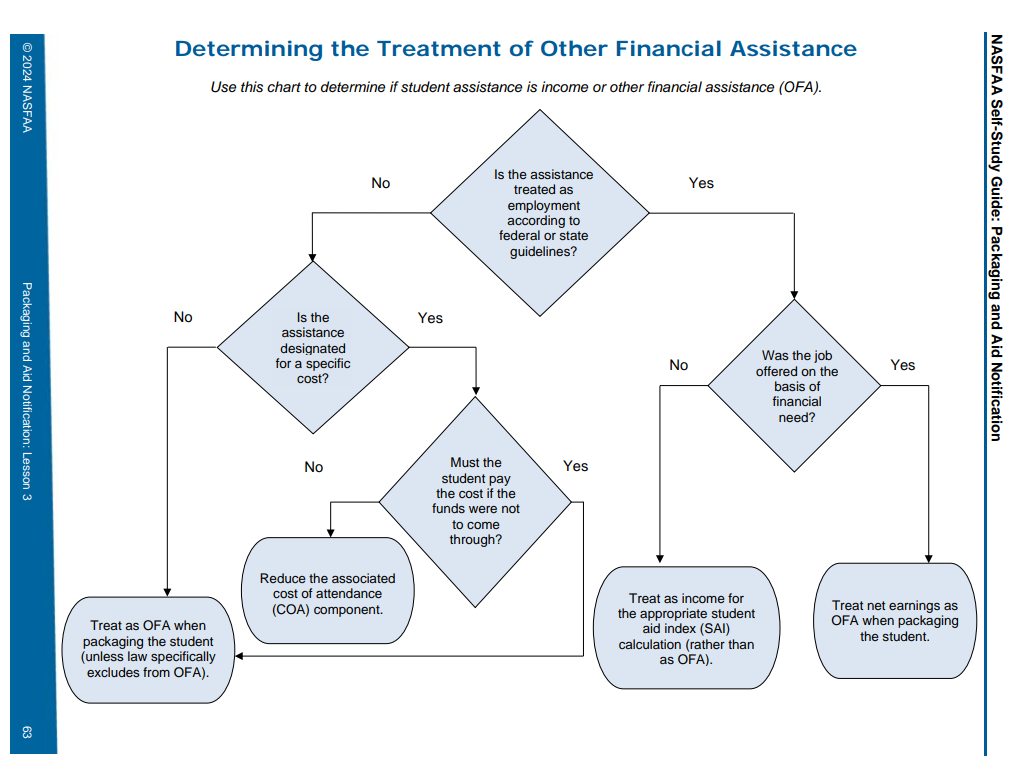 Determining the Treatment of Other Financial Assistance
Use this chart to determine if student assistance is income or other financial assistance (OFA).
No
Is the assistance
treated as
employment
according to
federal or state
guidelines?
Yes
No
Is the
assistance
designated
for a specific
cost?
Yes
No
Was the job
offered on the
basis of
financial
need?
Yes
No
Must the
student pay
the cost if the
funds were not
to come
through?
Yes
Reduce the associated
cost of attendance
(COA) component.
Treat as OFA when
packaging the student
(unless law specifically
excludes from OFA).
Treat as income for
the appropriate student
aid index (SAI)
calculation (rather than
as OFA).
Treat net earnings as
OFA when packaging
the student.
© 2024 NASFAA
Packaging and Aid Notification: Lesson 3
63
NASFAA Self-Study Guide: Packaging and Aid Notification